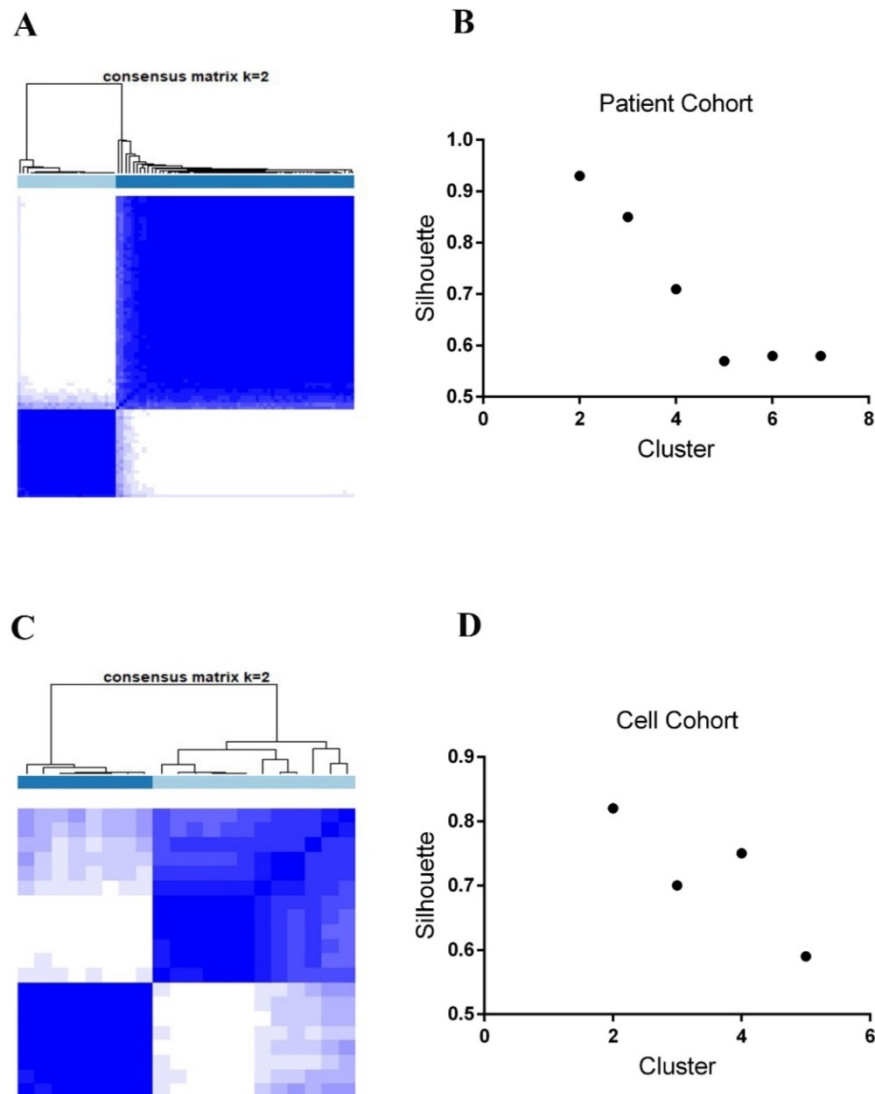 A
consensus matrix k=2
B
Patient Cohort
1.0
0.9
0.8
0.7
0.6
0.5
Silhouette
0 2 4 6 8
Cluster
C
consensus matrix k=2
D
Cell Cohort
0.9
0.8
0.7
0.6
0.5
Silhouette
0 2 4 6
Cluster